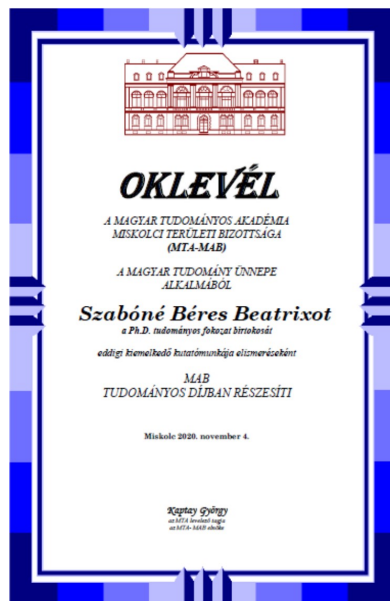 OKLEVÉL
A MAGYAR TUDOMÁNYOS AKADÉMIA
MISKOLCI TERÜLETI BIZOTTSÁGA
(MTA-MAB)
A MAGYAR TUDOMÁNY ÜNNEPE
ALKALMÁBÓL
Szabóné Béres Beatrixot
a Ph.D. tudományos fokozat birtokosát
eddigi kiemelkedő kutatómunkája elismeréseként
MAB
TUDOMÁNYOS DÍJBAN RÉSZESÍTI
Miskolc 2020. november 4.
Kaptay György
az MTA levelező tagja
az MTA- MAB elnöke